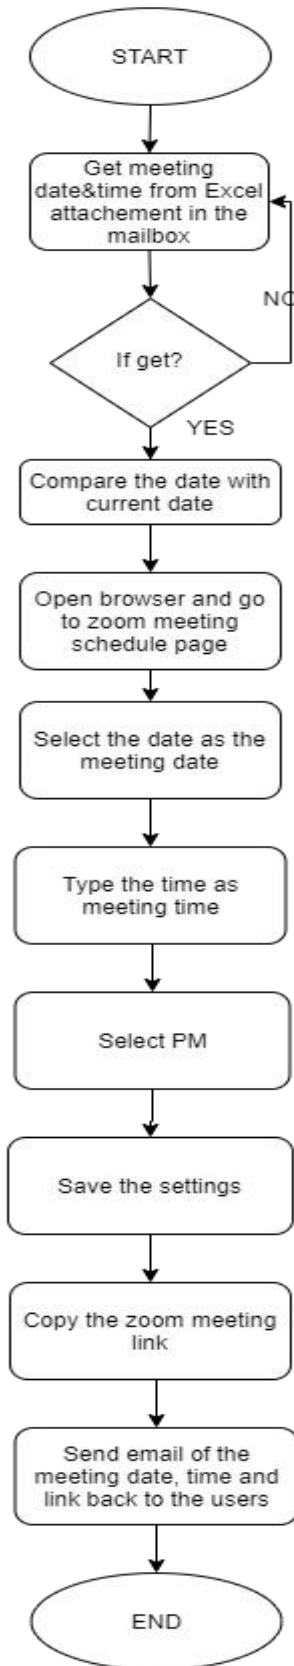 START
Get meeting
date&time from Excel
attachement in the
mailbox
NO
If get?
YES
Compare the date with
current date
Open browser and go
to zoom meeting
schedule page
Select the date as the
meeting date
Type the time as
meeting time
Select PM
Save the settings
Copy the zoom meeting
link
Send email of the
meeting date, time and
link back to the users
END